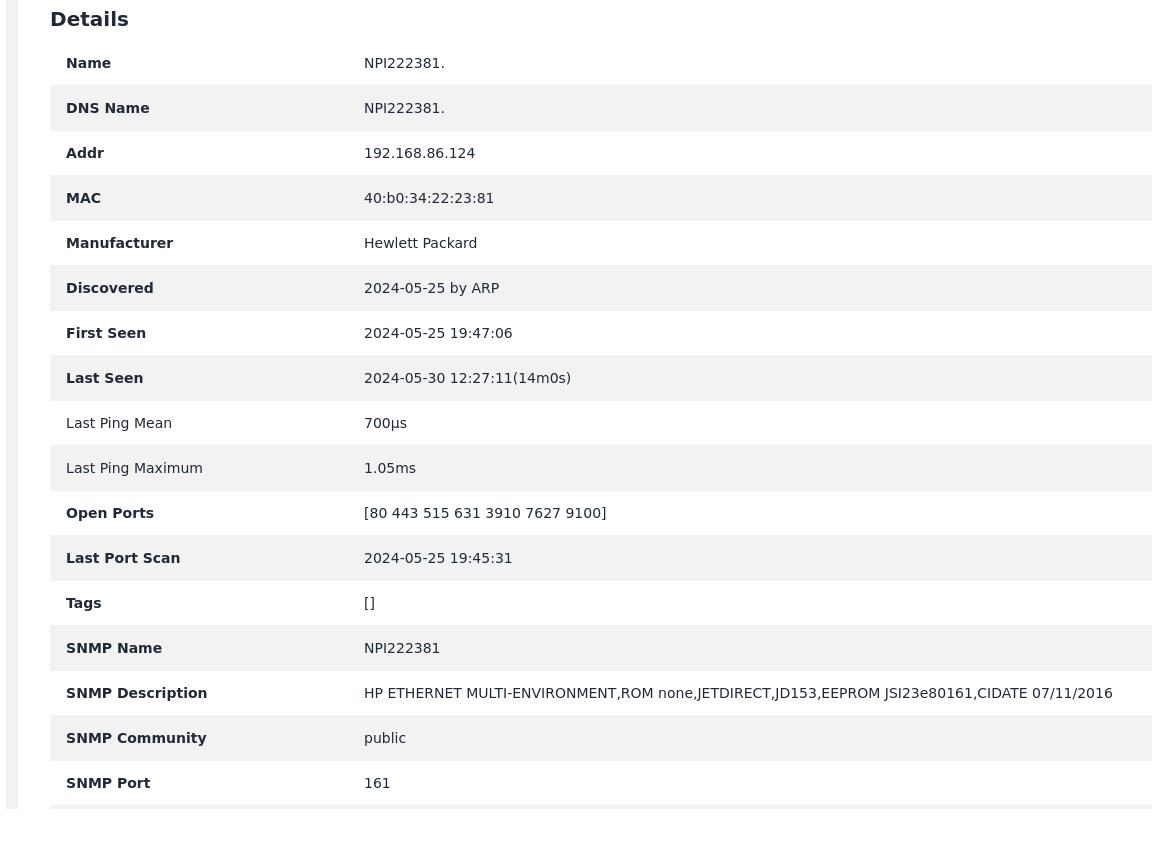 Details
Name NPI222381.
DNS Name NPI222381.
Addr 192.168.86.124
MAC 40:b0:34:22:23:81
Manufacturer Hewlett Packard
Discovered 2024-05-25 by ARP
First Seen 2024-05-25 19:47:06
Last Seen 2024-05-30 12:27:11(14m0s)
Last Ping Mean 700µs
Last Ping Maximum 1.05ms
Open Ports [80 443 515 631 3910 7627 9100]
Last Port Scan 2024-05-25 19:45:31
Tags []
SNMP Name NPI222381
SNMP Description HP ETHERNET MULTI-ENVIRONMENT,ROM none,JETDIRECT,JD153,EEPROM JSI23e80161,CIDATE 07/11/2016
SNMP Community public
SNMP Port 161